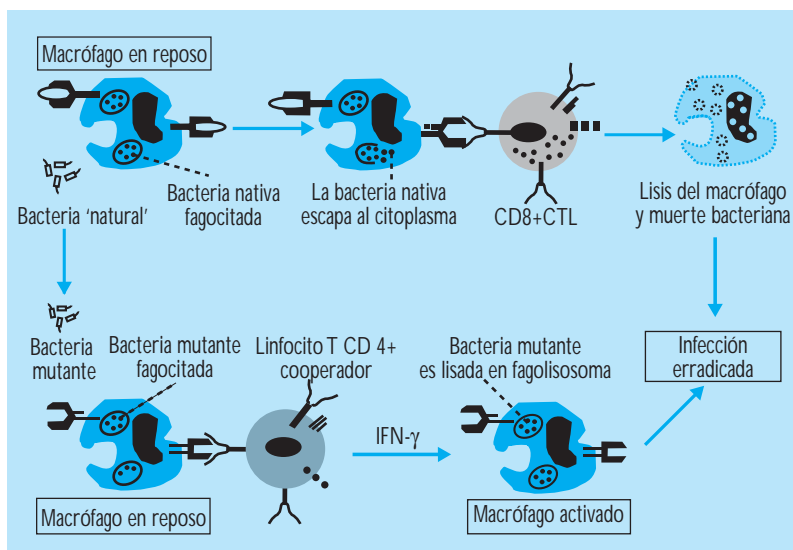 Macrófago en reposo
Bacteria 'natural'
Bacteria nativa
fagocitada
La bacteria nativa
escapa al citoplasma
CD8+CTL
Lisis del macrófago
y muerte bacteriana
Bacteria
mutante
Bacteria mutante
fagocitada
Linfocito T CD 4+
cooperador
Bacteria mutante
es lisada en fagolisosoma
Infección
erradicada
IFN-γ
Macrófago en reposo
Macrófago activado